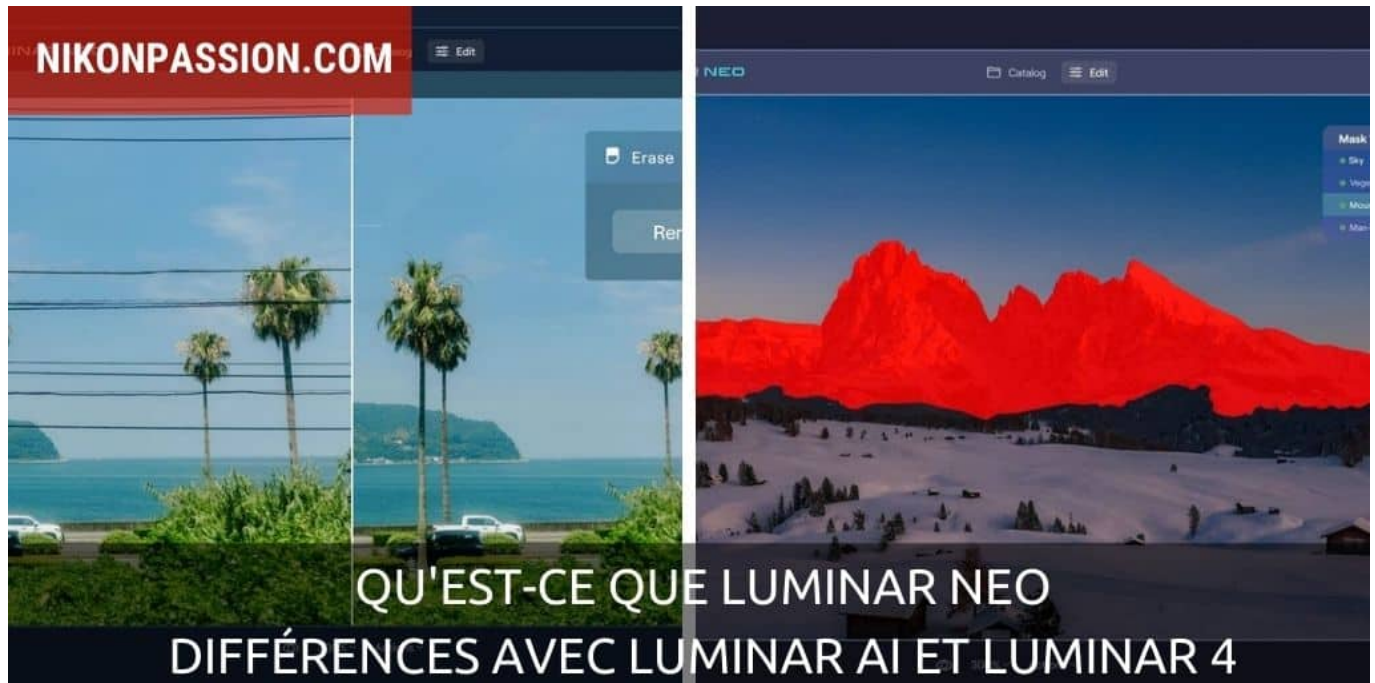 NIKONPASSION.COM
Edit
Erase
NEO
Catalog
Edit
Mask
Sky
QU'EST-CE QUE LUMINAR NEO
DIFFÉRENCES AVEC LUMINAR AI ET LUMINAR 4